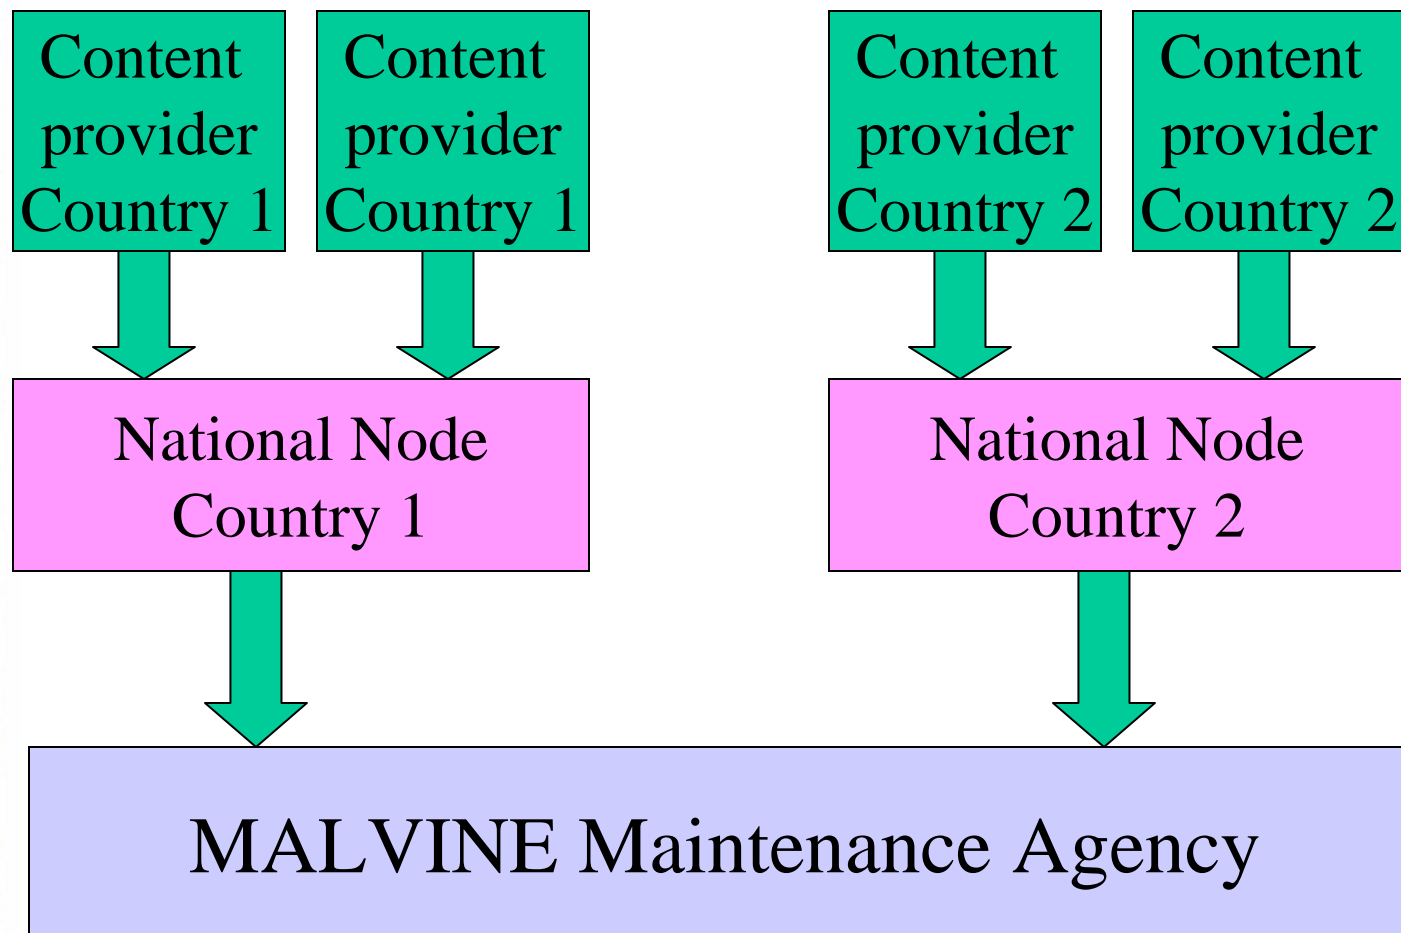 Content
provider
Country 1
Content
provider
Country 1
Content
provider
Country 2
Content
provider
Country 2
National Node
Country 1
National Node
Country 2
MALVINE Maintenance Agency